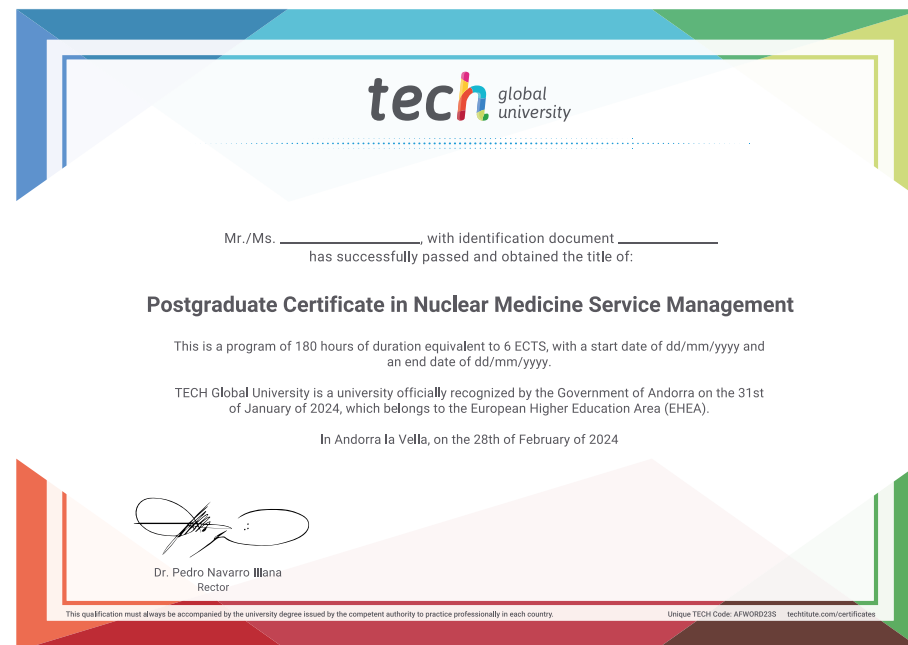 tech global
university
Mr./Ms. ____________, with identification document ____________
has successfully passed and obtained the title of:
Postgraduate Certificate in Nuclear Medicine Service Management
This is a program of 180 hours of duration equivalent to 6 ECTS, with a start date of dd/mm/yyyy and
an end date of dd/mm/yyyy.
TECH Global University is a university officially recognized by the Government of Andorra on the 31st
of January of 2024, which belongs to the European Higher Education Area (EHEA).
In Andorra la Vella, on the 28th of February of 2024
Dr. Pedro Navarro Illana
Rector
This qualification must always be accompanied by the university degree issued by the competent authority to practice professionally in each country.
Unique TECH Code: AFWORD23S techtitute.com/certificates